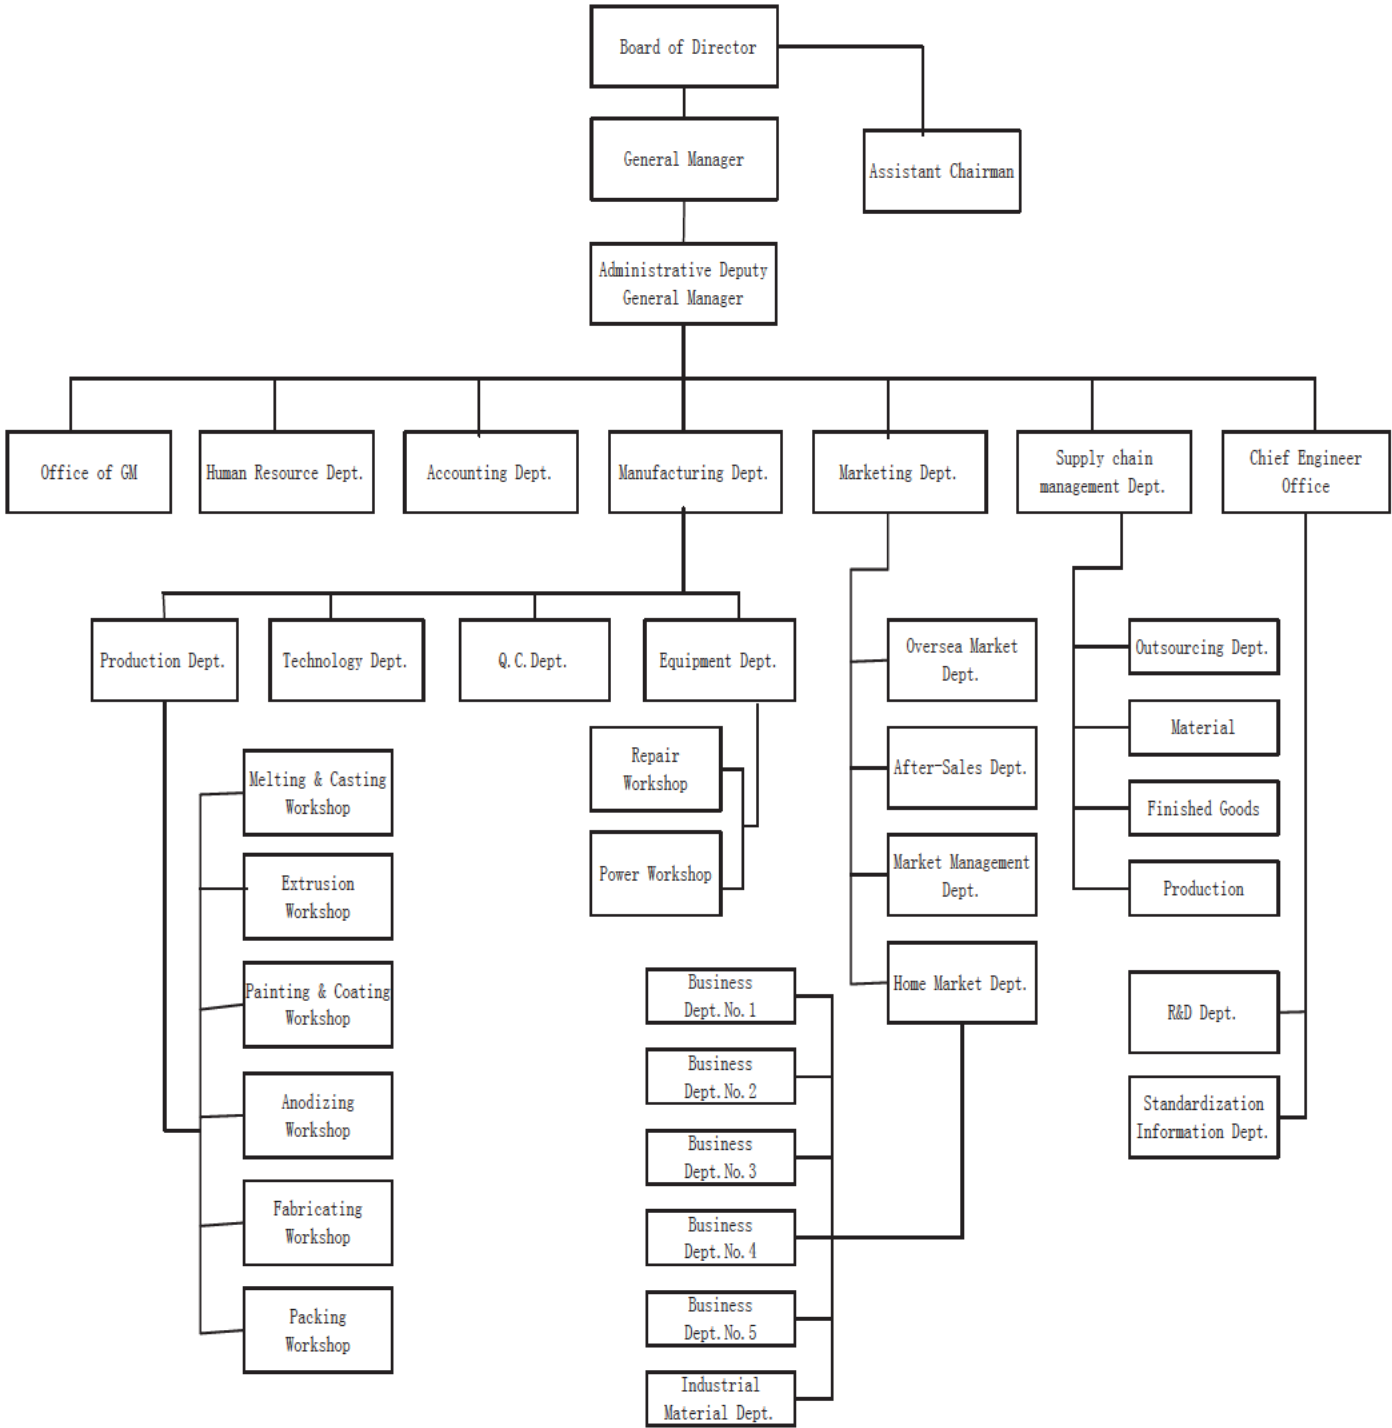 Board of Director
General Manager
Assistant Chairman
Administrative Deputy
General Manager
Office of GM
Human Resource Dept.
Accounting Dept.
Manufacturing Dept.
Marketing Dept.
Supply chain
management Dept.
Chief Engineer
Office
Production Dept.
Technology Dept.
Q.C.Dept.
Equipment Dept.
Melting & Casting
Workshop
Extrusion
Workshop
Painting & Coating
Workshop
Anodizing
Workshop
Fabricating
Workshop
Packing
Workshop
Repair
Workshop
Power Workshop
Oversea Market
Dept.
After-Sales Dept.
Market Management
Dept.
Home Market Dept.
Business
Dept.No.1
Business
Dept.No.2
Business
Dept.No.3
Business
Dept.No.4
Business
Dept.No.5
Industrial
Material Dept.
Outsourcing Dept.
Material
Finished Goods
Production
R&D Dept.
Standardization
Information Dept.